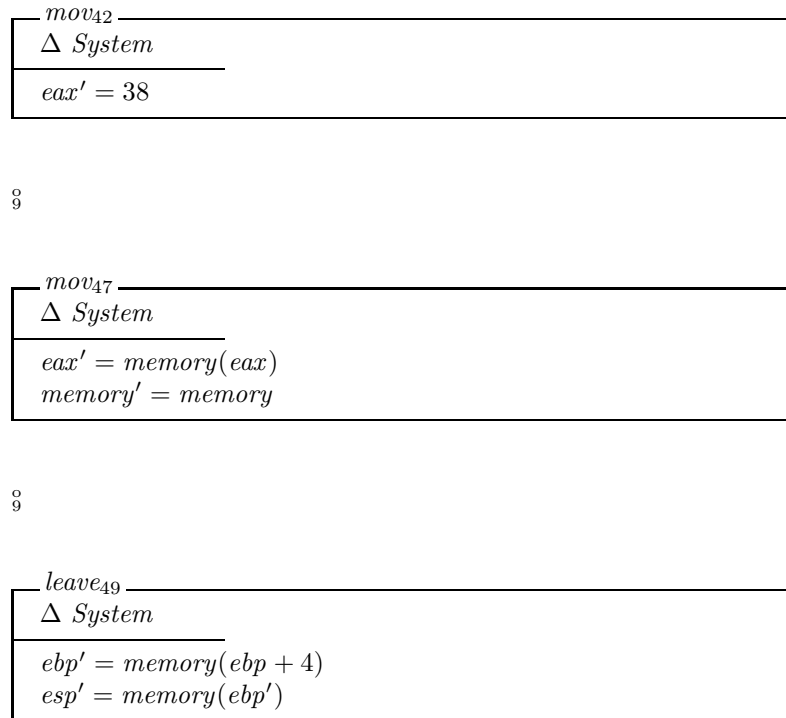 mov₄₂
Δ System
eax′ = 38
⨟
mov₄₇
Δ System
eax′ = memory(eax)
memory′ = memory
⨟
leave₄₉
Δ System
ebp′ = memory(ebp + 4)
esp′ = memory(ebp′)